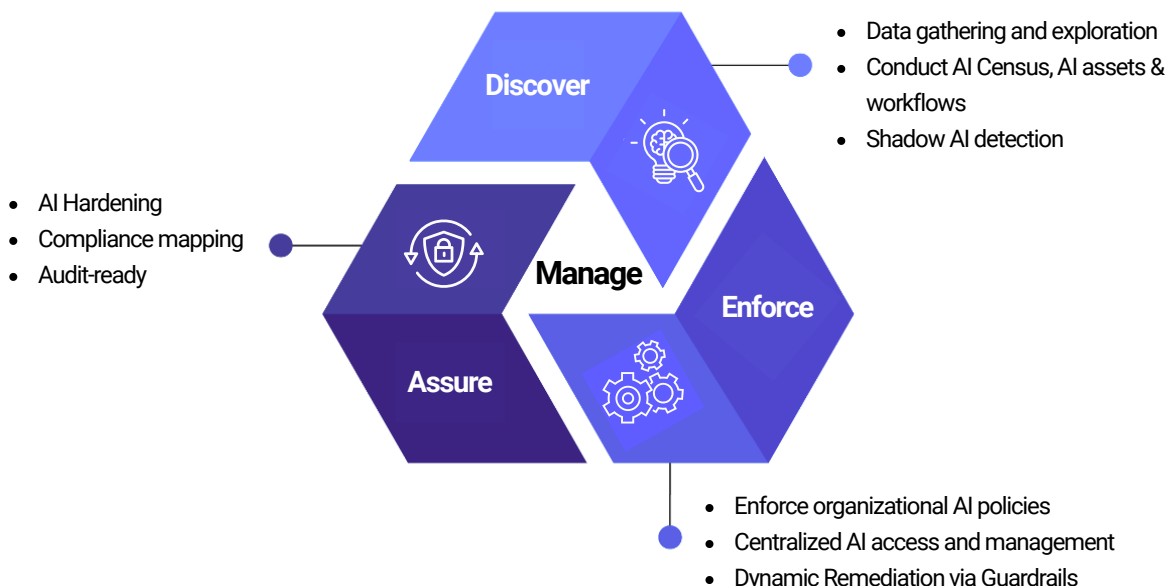 Discover
Data gathering and exploration
Conduct AI Census, AI assets &
workflows
Shadow AI detection
AI Hardening
Compliance mapping
Audit-ready
Manage
Enforce
Assure
Enforce organizational AI policies
Centralized AI access and management
Dynamic Remediation via Guardrails